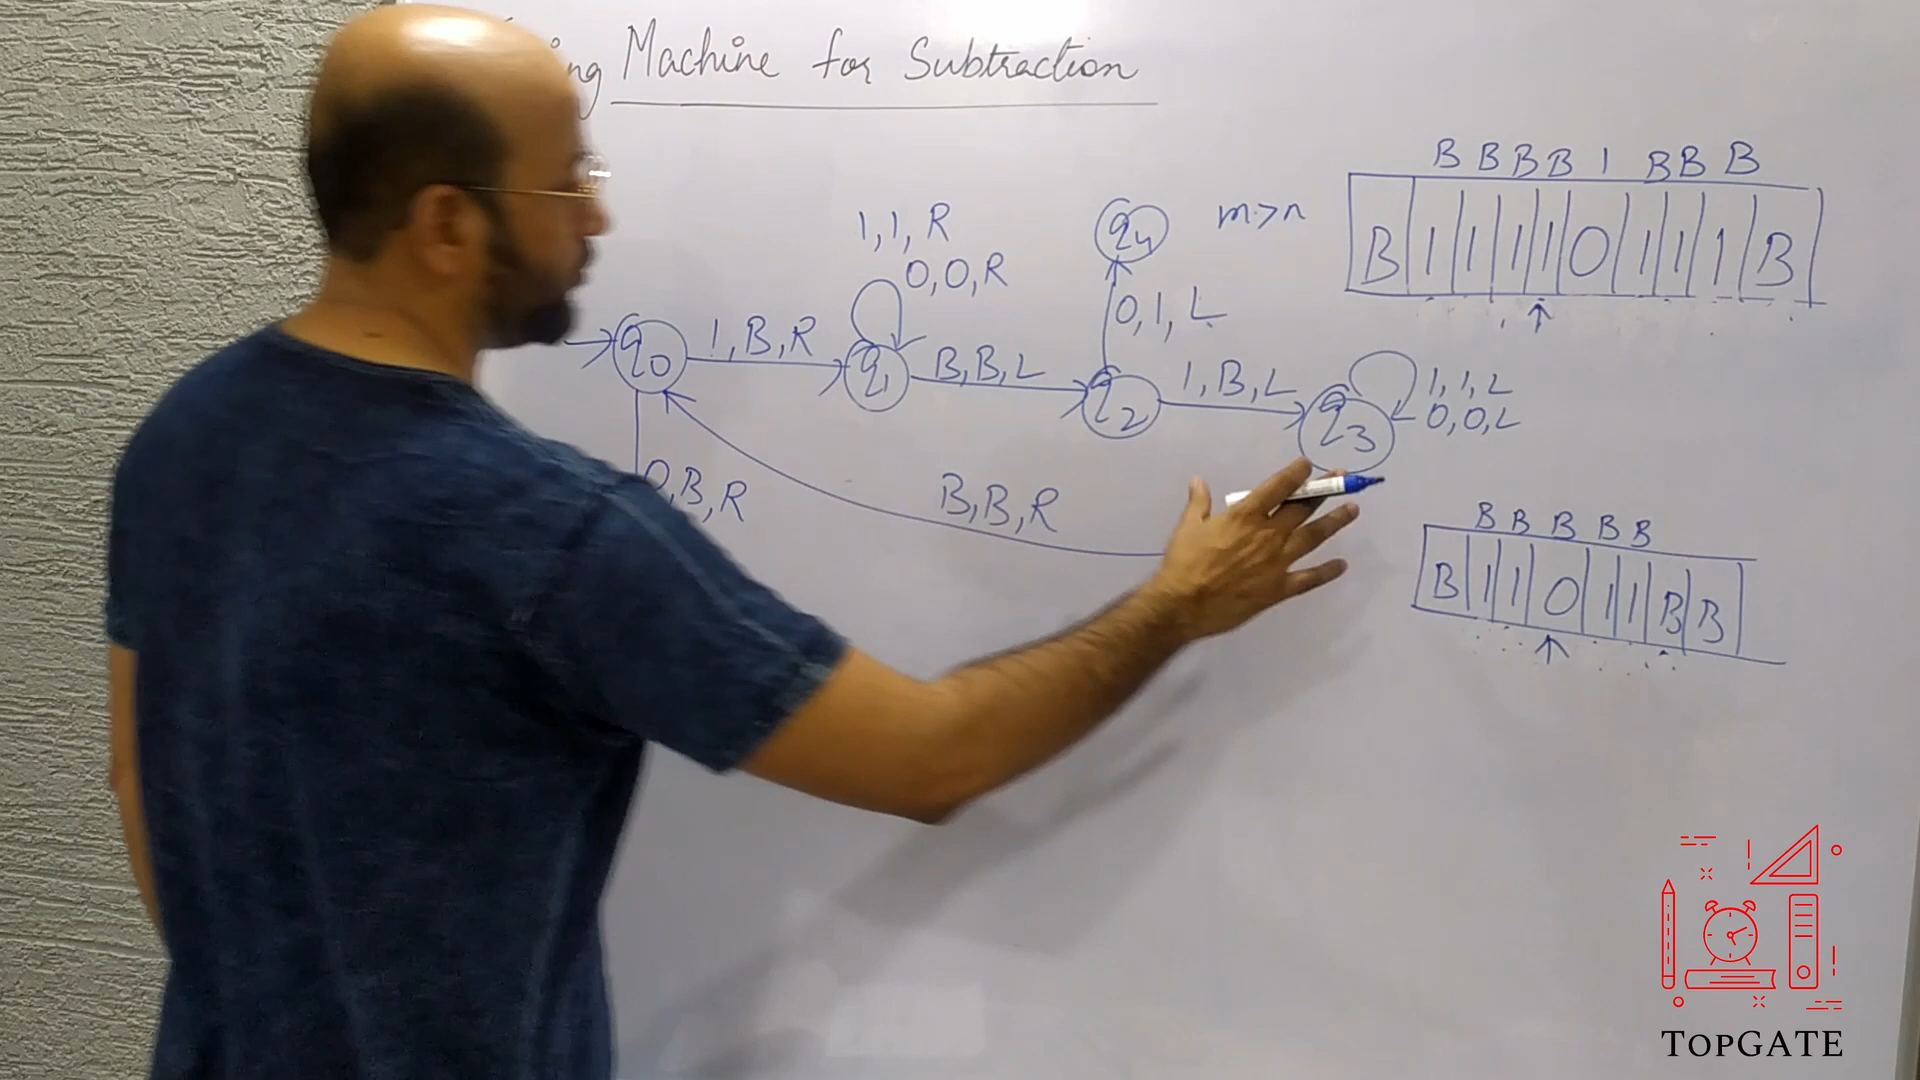 Machine for Subtraction
B B B B 1 B B B
B 1 1 1 1 0 1 1 1 B
1,1,R
0,0,R
q4
m>n
0,1,L
q0
1,B,R
q1
B,B,L
q2
1,B,L
q3
1,1,L
0,0,L
0,B,R
B,B,R
B B B B B
B 1 1 0 1 1 B B
TOPGATE